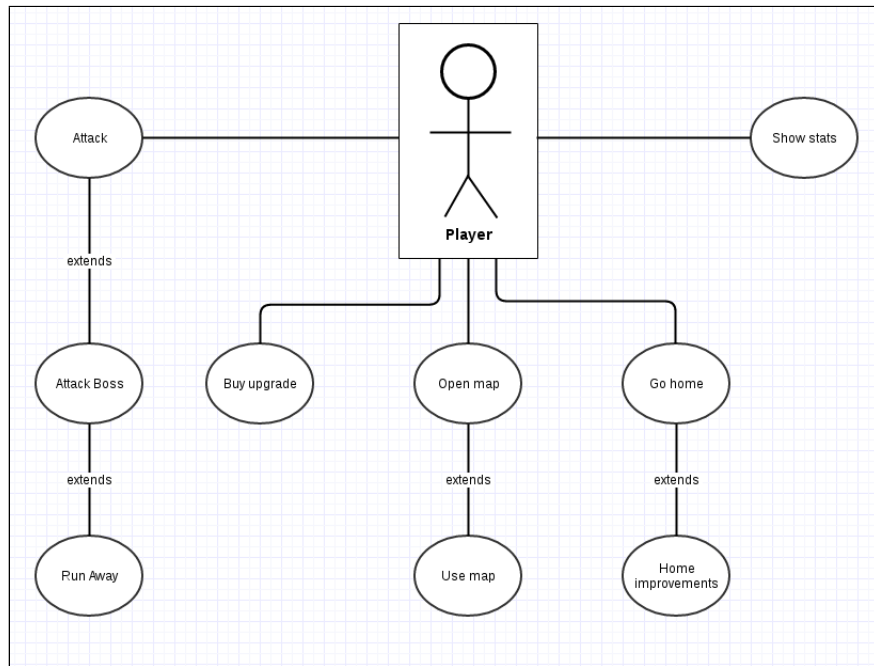 Attack
Show stats
Player
extends
Attack Boss
Buy upgrade
Open map
Go home
extends
extends
extends
Run Away
Use map
Home
improvements